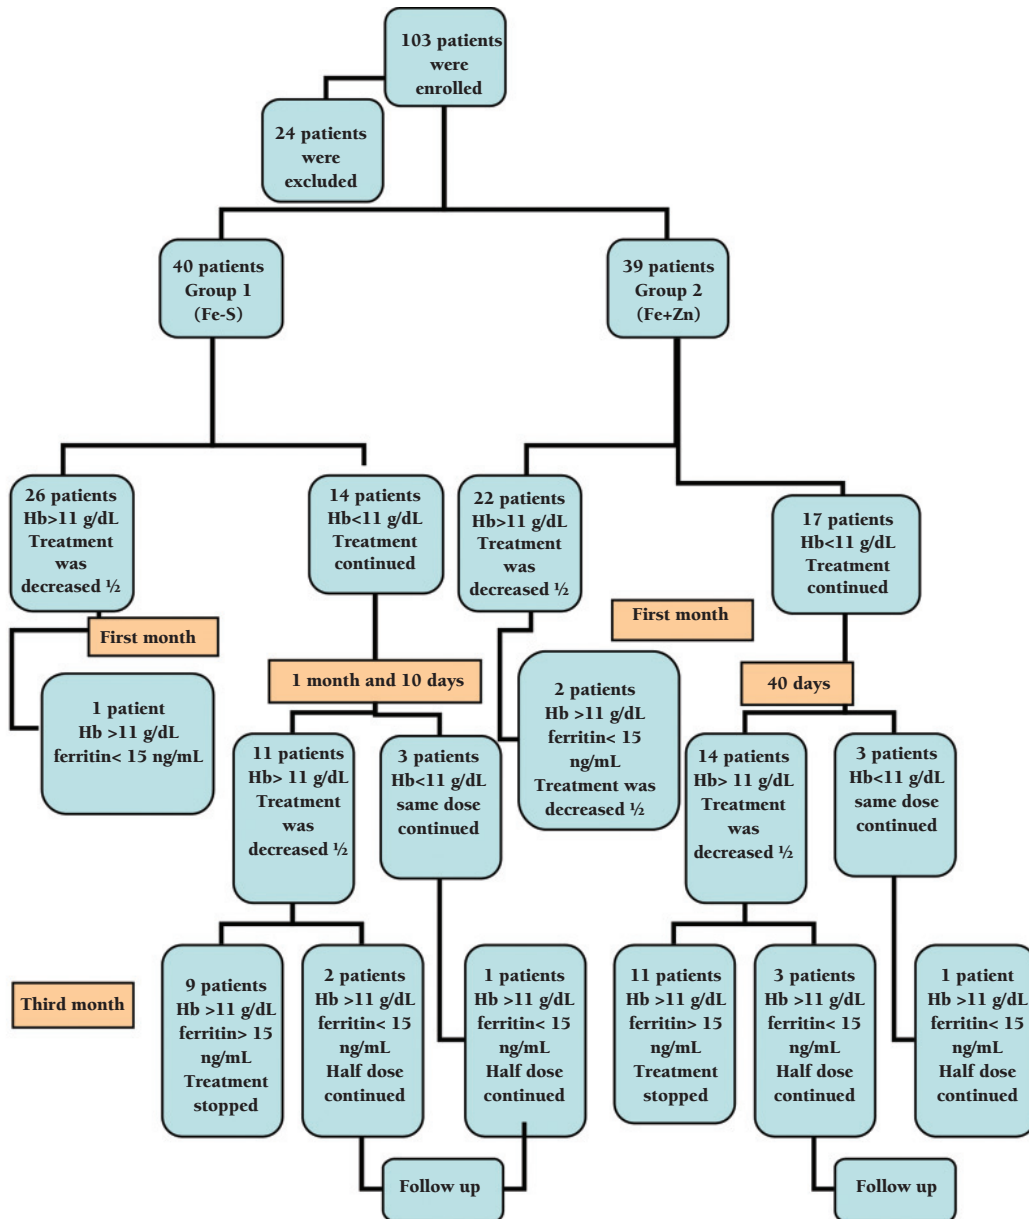 103 patients
were
enrolled
24 patients
were
excluded
40 patients
Group 1
(Fe-S)
39 patients
Group 2
(Fe+Zn)
26 patients
Hb>11 g/dL
Treatment
was
decreased ½
14 patients
Hb<11 g/dL
Treatment
continued
22 patients
Hb>11 g/dL
Treatment
was
decreased ½
17 patients
Hb<11 g/dL
Treatment
continued
First month
First month
1 month and 10 days
40 days
1 patient
Hb >11 g/dL
ferritin< 15 ng/mL
11 patients
Hb> 11 g/dL
Treatment
was
decreased ½
3 patients
Hb<11 g/dL
same dose
continued
2 patients
Hb >11 g/dL
ferritin< 15
ng/mL
Treatment was
decreased ½
14 patients
Hb> 11 g/dL
Treatment
was
decreased ½
3 patients
Hb<11 g/dL
same dose
continued
Third month
9 patients
Hb >11 g/dL
ferritin> 15
ng/mL
Treatment
stopped
2 patients
Hb >11 g/dL
ferritin< 15
ng/mL
Half dose
continued
1 patients
Hb >11 g/dL
ferritin< 15
ng/mL
Half dose
continued
11 patients
Hb >11 g/dL
ferritin> 15
ng/mL
Treatment
stopped
3 patients
Hb >11 g/dL
ferritin< 15
ng/mL
Half dose
continued
1 patient
Hb >11 g/dL
ferritin< 15
ng/mL
Half dose
continued
Follow up
Follow up